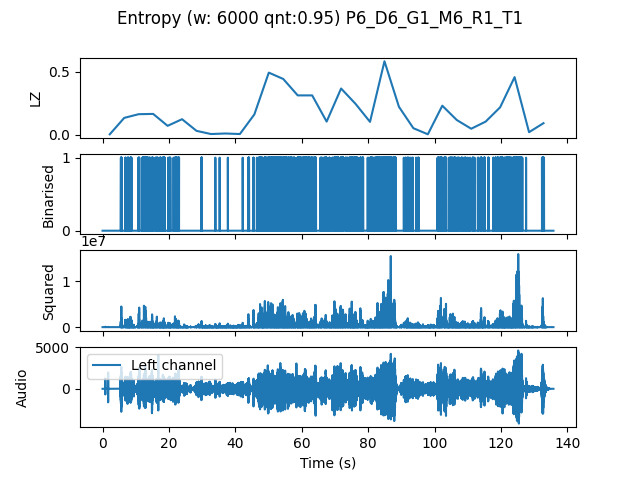 Entropy (w: 6000 qnt:0.95) P6_D6_G1_M6_R1_T1
LZ
0.5
0.0
Binarised
1
0
1e7
Squared
1
0
Audio
5000
0
Left channel
0 20 40 60 80 100 120 140
Time (s)